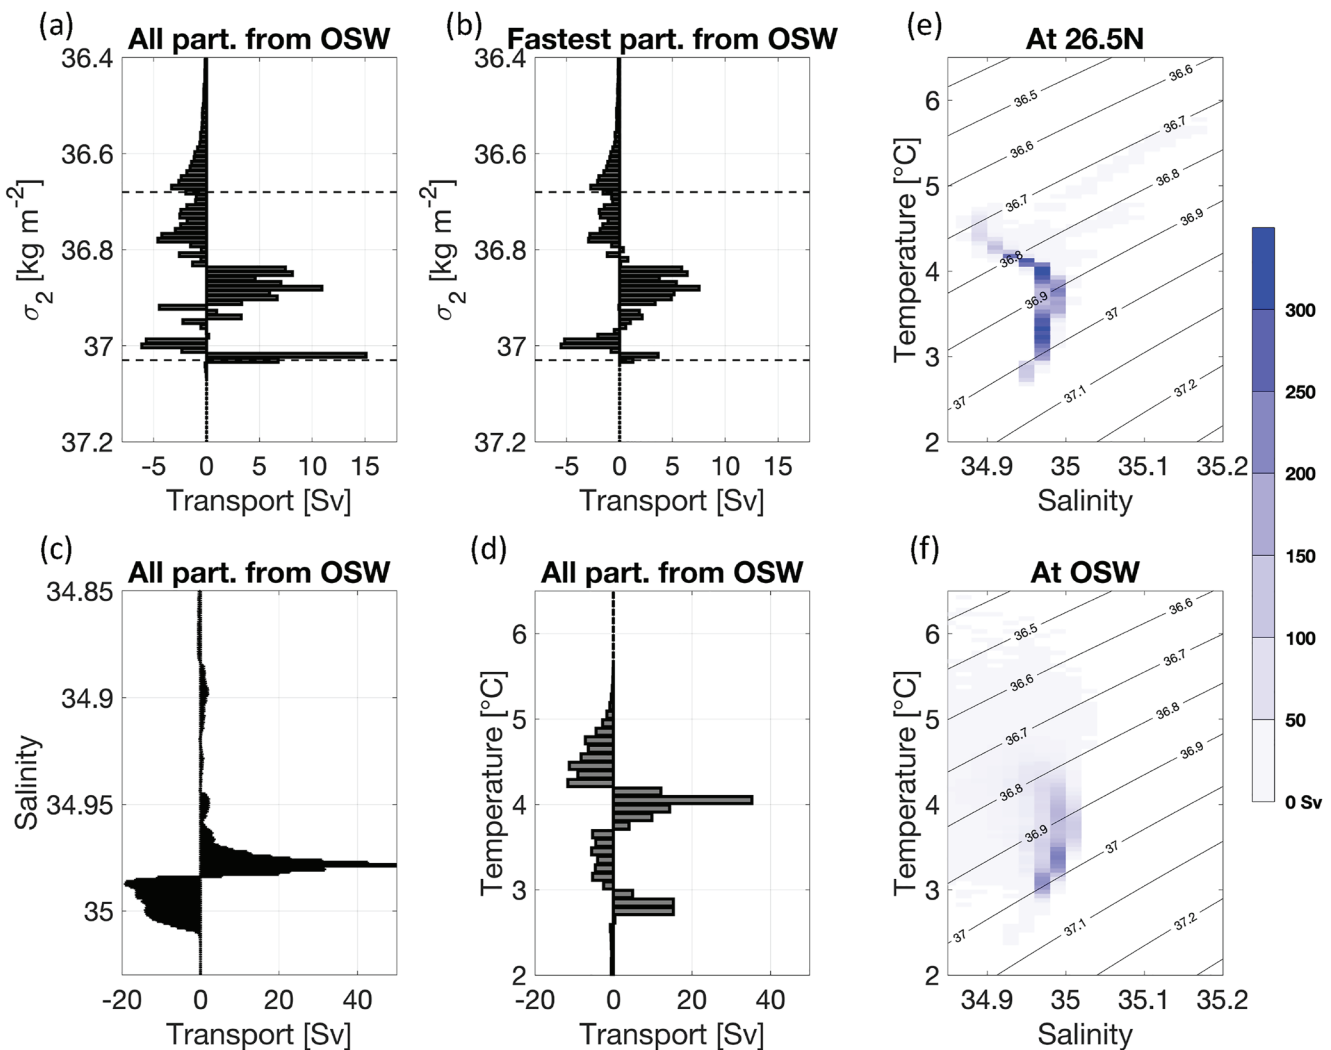 (a)
All part. from OSW
36.4
36.6
36.8
37
37.2
σ2 [kg m-2]
-5 0 5 10 15
Transport [Sv]
(b)
Fastest part. from OSW
36.4
36.6
36.8
37
37.2
σ2 [kg m-2]
-5 0 5 10 15
Transport [Sv]
(e)
At 26.5N
6
5
4
3
2
Temperature [°C]
36.5
36.6
36.6
36.7
36.7
36.8
36.8
36.9
36.9
37
37
37.1
37.2
34.9 35 35.1 35.2
Salinity
300
250
200
150
100
50
0 Sv
(c)
All part. from OSW
34.85
34.9
34.95
35
Salinity
-20 0 20 40
Transport [Sv]
(d)
All part. from OSW
6
5
4
3
2
Temperature [°C]
-20 0 20 40
Transport [Sv]
(f)
At OSW
6
5
4
3
2
Temperature [°C]
36.5
36.6
36.6
36.7
36.7
36.8
36.8
36.9
36.9
37
37
37.1
37.2
34.9 35 35.1 35.2
Salinity